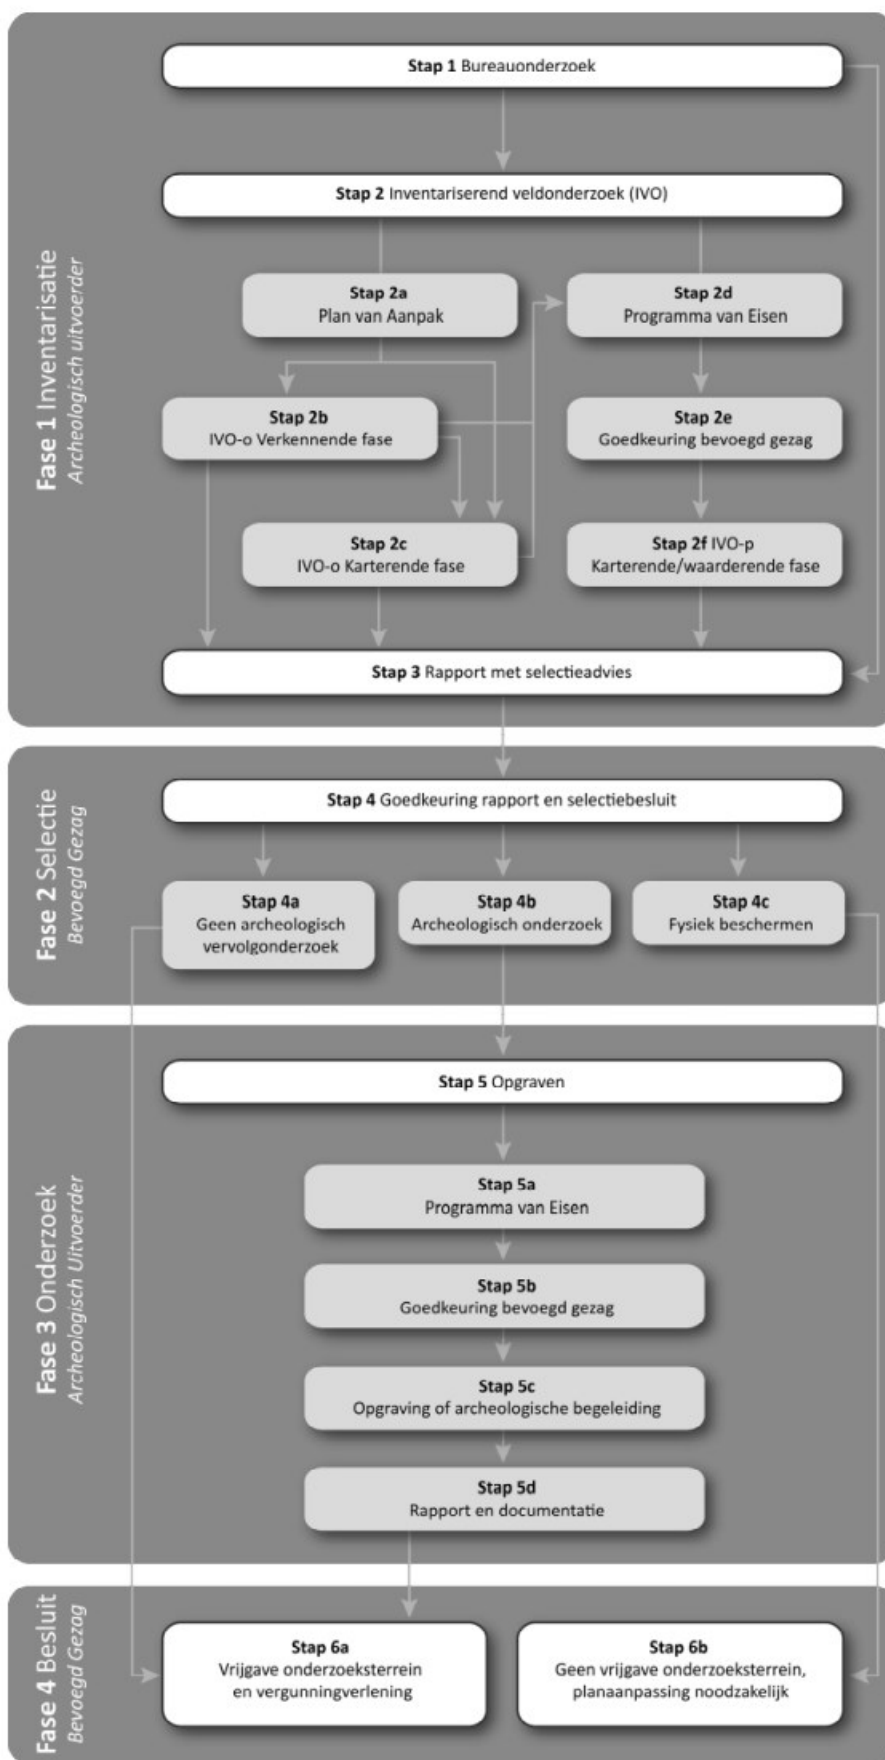 Fase 1 Inventarisatie
Archeologisch uitvoerder
Stap 1 Bureauonderzoek
Stap 2 Inventariserend veldonderzoek (IVO)
Stap 2a
Plan van Aanpak
Stap 2d
Programma van Eisen
Stap 2b
IVO-o Verkennende fase
Stap 2e
Goedkeuring bevoegd gezag
Stap 2c
IVO-o Karterende fase
Stap 2f IVO-p
Karterende/waarderende fase
Stap 3 Rapport met selectieadvies
Fase 2 Selectie
Bevoegd Gezag
Stap 4 Goedkeuring rapport en selectiebesluit
Stap 4a
Geen archeologisch
vervolgonderzoek
Stap 4b
Archeologisch onderzoek
Stap 4c
Fysiek beschermen
Fase 3 Onderzoek
Archeologisch Uitvoerder
Stap 5 Opgraven
Stap 5a
Programma van Eisen
Stap 5b
Goedkeuring bevoegd gezag
Stap 5c
Opgraving of archeologische begeleiding
Stap 5d
Rapport en documentatie
Fase 4 Besluit
Bevoegd Gezag
Stap 6a
Vrijgave onderzoeksterrein
en vergunningverlening
Stap 6b
Geen vrijgave onderzoeksterrein,
planaanpassing noodzakelijk